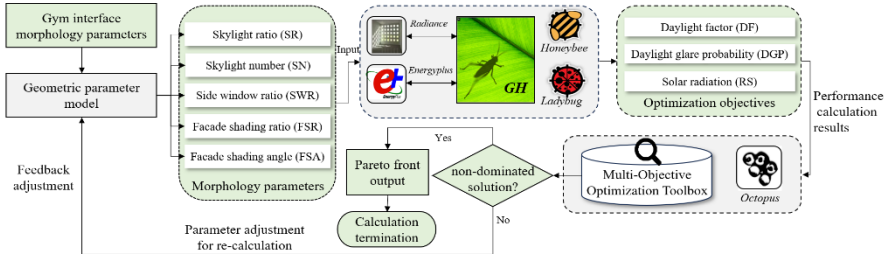 Gym interface
morphology parameters
Geometric parameter
model
Feedback
adjustment
Skylight ratio (SR)
Skylight number (SN)
Side window ratio (SWR)
Facade shading ratio (FSR)
Facade shading angle (FSA)
Morphology parameters
Input
Radiance
Energyplus
e+
EnergyPlus
GH
Honeybee
Ladybug
Daylight factor (DF)
Daylight glare probability (DGP)
Solar radiation (RS)
Optimization objectives
Performance
calculation
results
Multi-Objective
Optimization Toolbox
Octopus
non-dominated
solution?
Yes
No
Pareto front
output
Calculation
termination
Parameter adjustment
for re-calculation